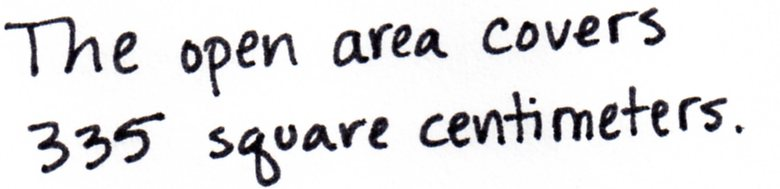 The open area covers
335 square centimeters.